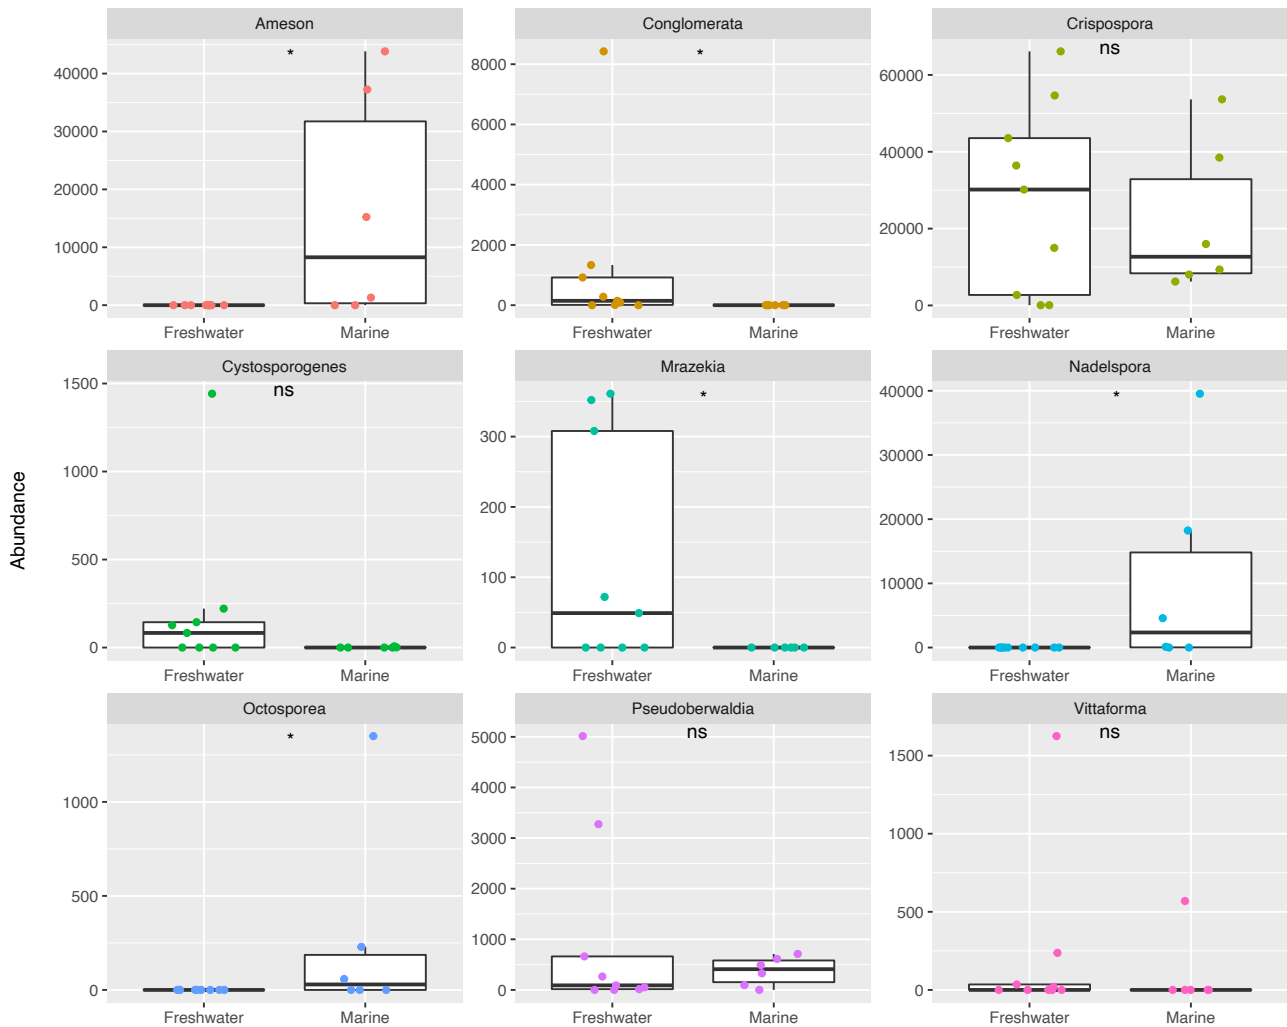 Ameson
Conglomerata
Crispospora
*
*
ns
40000
30000
20000
10000
0
8000
6000
4000
2000
0
60000
40000
20000
0
Freshwater Marine
Freshwater Marine
Freshwater Marine
Cystosporogenes
Mrazekia
Nadelspora
ns
*
*
1500
1000
500
0
300
200
100
0
40000
30000
20000
10000
0
Freshwater Marine
Freshwater Marine
Freshwater Marine
Octosporea
Pseudoberwaldia
Vittaforma
*
ns
ns
1000
500
0
5000
4000
3000
2000
1000
0
1500
1000
500
0
Freshwater Marine
Freshwater Marine
Freshwater Marine
Abundance